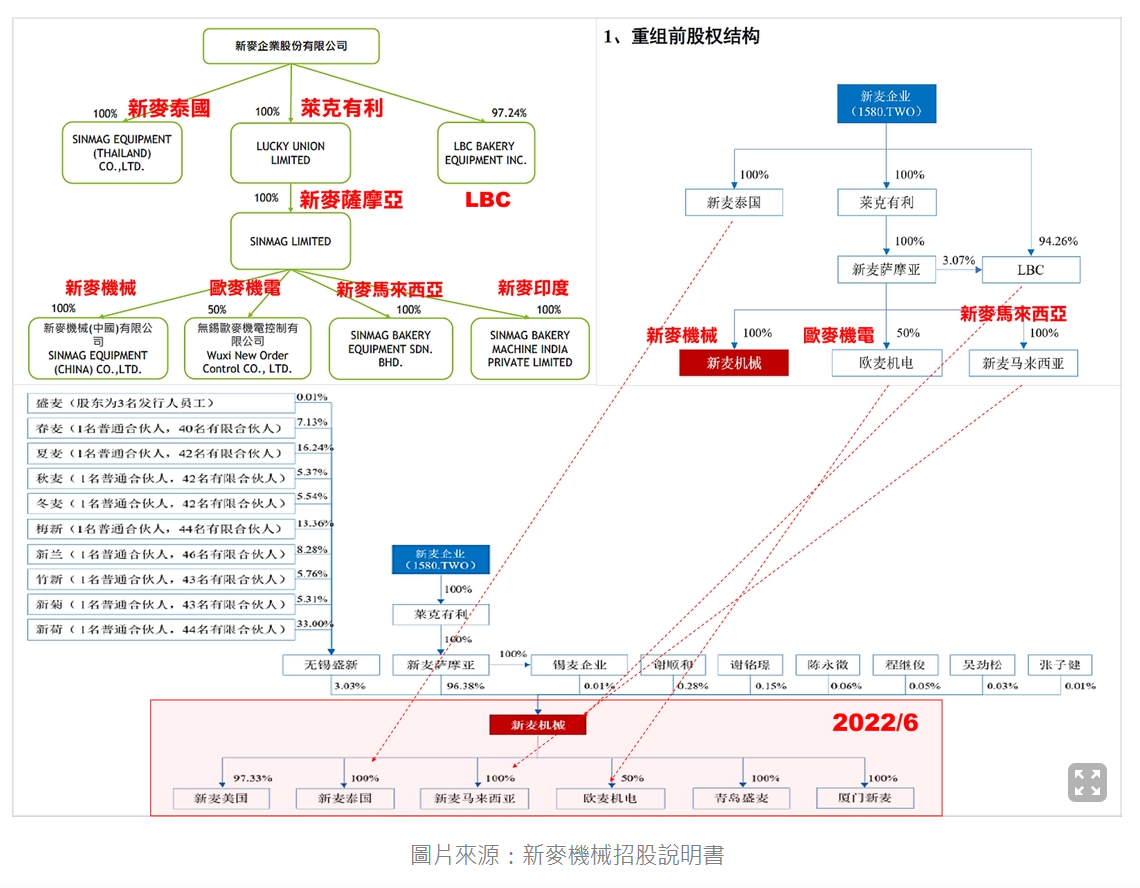 新麥企業股份有限公司
100%
新麥泰國
100%
萊克有利
97.24%
SINMAG EQUIPMENT
(THAILAND)
CO.,LTD.
LUCKY UNION
LIMITED
LBC BAKERY
EQUIPMENT INC.
100%
新麥薩摩亞
LBC
SINMAG LIMITED
新麥機械
歐麥機電
新麥馬來西亞
新麥印度
100%
50%
100%
100%
新麥機械(中國)有限公
司
SINMAG EQUIPMENT
(CHINA) CO.,LTD.
無錫歐麥機電控制有
限公司
Wuxi New Order
Control CO., LTD.
SINMAG BAKERY
EQUIPMENT SDN.
BHD.
SINMAG BAKERY
MACHINE INDIA
PRIVATE LIMITED
1、重组前股权结构
新麦企业
(1580.TWO)
100%
100%
新麦泰国
莱克有利
100%
94.26%
新麦萨摩亚
3.07%
LBC
新麥機械
100%
歐麥機電
50%
新麥馬來西亞
100%
新麦机械
欧麦机电
新麦马来西亚
盛麦（股东为3名发行人员工）
0.01%
春麦（1名普通合伙人，40名有限合伙人）
7.13%
夏麦（1名普通合伙人，42名有限合伙人）
16.24%
秋麦（1名普通合伙人，42名有限合伙人）
5.37%
冬麦（1名普通合伙人，42名有限合伙人）
5.54%
梅新（1名普通合伙人，44名有限合伙人）
13.36%
新兰（1名普通合伙人，46名有限合伙人）
8.28%
竹新（1名普通合伙人，43名有限合伙人）
5.76%
新菊（1名普通合伙人，43名有限合伙人）
5.31%
新荷（1名普通合伙人，44名有限合伙人）
33.00%
新麦企业
(1580.TWO)
100%
莱克有利
100%
无锡盛新
新麦萨摩亚
100%
锡麦企业
谢顺和
谢铭璟
陈永微
程继俊
吴劲松
张子健
3.03%
96.38%
0.01%
0.28%
0.15%
0.06%
0.05%
0.03%
0.01%
新麦机械
2022/6
97.33%
100%
100%
50%
100%
100%
新麦美国
新麦泰国
新麦马来西亚
欧麦机电
青岛盛麦
厦门新麦
圖片來源：新麥機械招股說明書